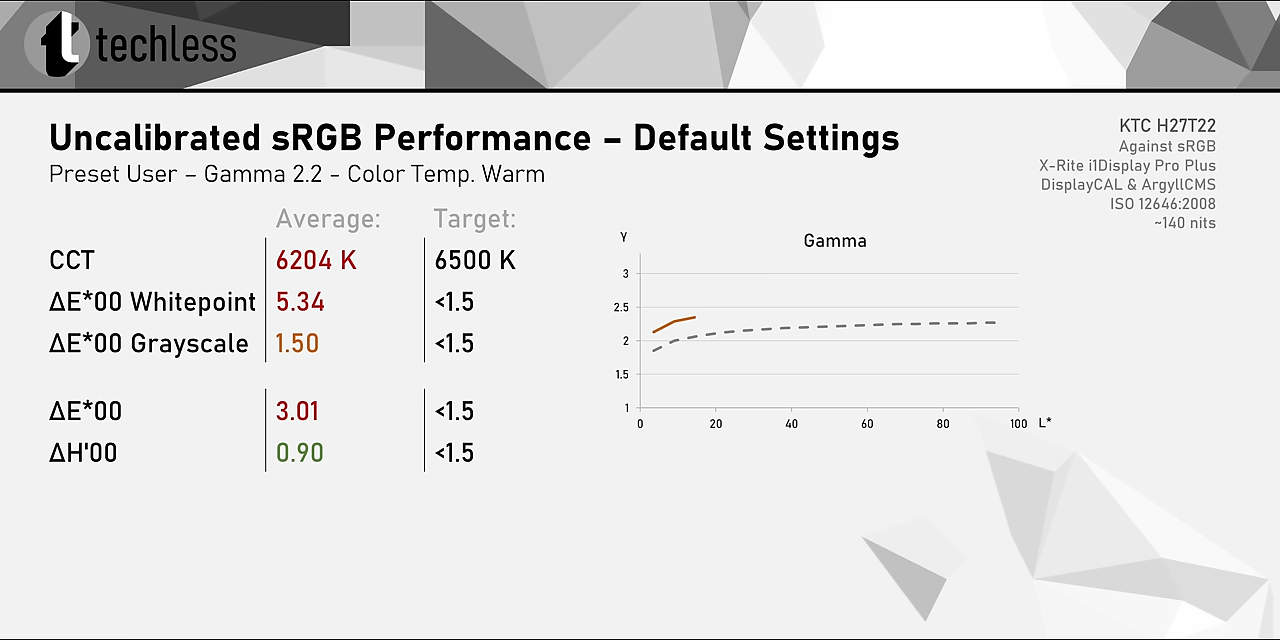 techless
Uncalibrated sRGB Performance – Default Settings
Preset User – Gamma 2.2 - Color Temp. Warm
KTC H27T22
Against sRGB
X-Rite i1Display Pro Plus
DisplayCAL & ArgyllCMS
ISO 12646:2008
~140 nits
Average: Target:
CCT 6204 K 6500 K
ΔE*00 Whitepoint 5.34 <1.5
ΔE*00 Grayscale 1.50 <1.5
ΔE*00 3.01 <1.5
ΔH'00 0.90 <1.5
Gamma
Y
3
2.5
2
1.5
1
0 20 40 60 80 100 L*